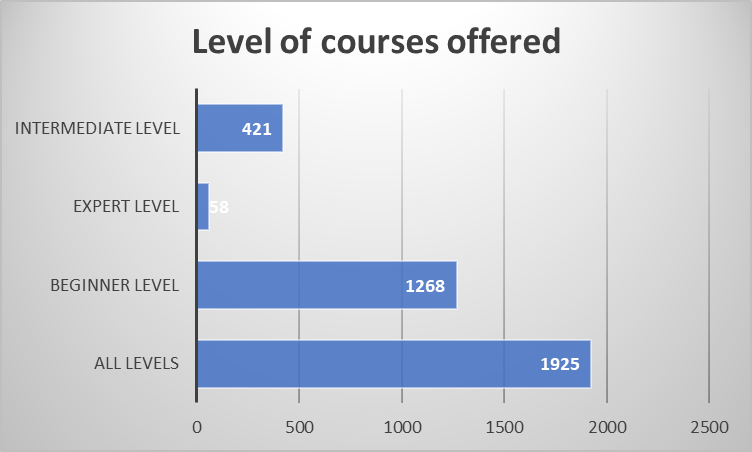 Level of courses offered
INTERMEDIATE LEVEL
421
EXPERT LEVEL
58
BEGINNER LEVEL
1268
ALL LEVELS
1925
0 500 1000 1500 2000 2500